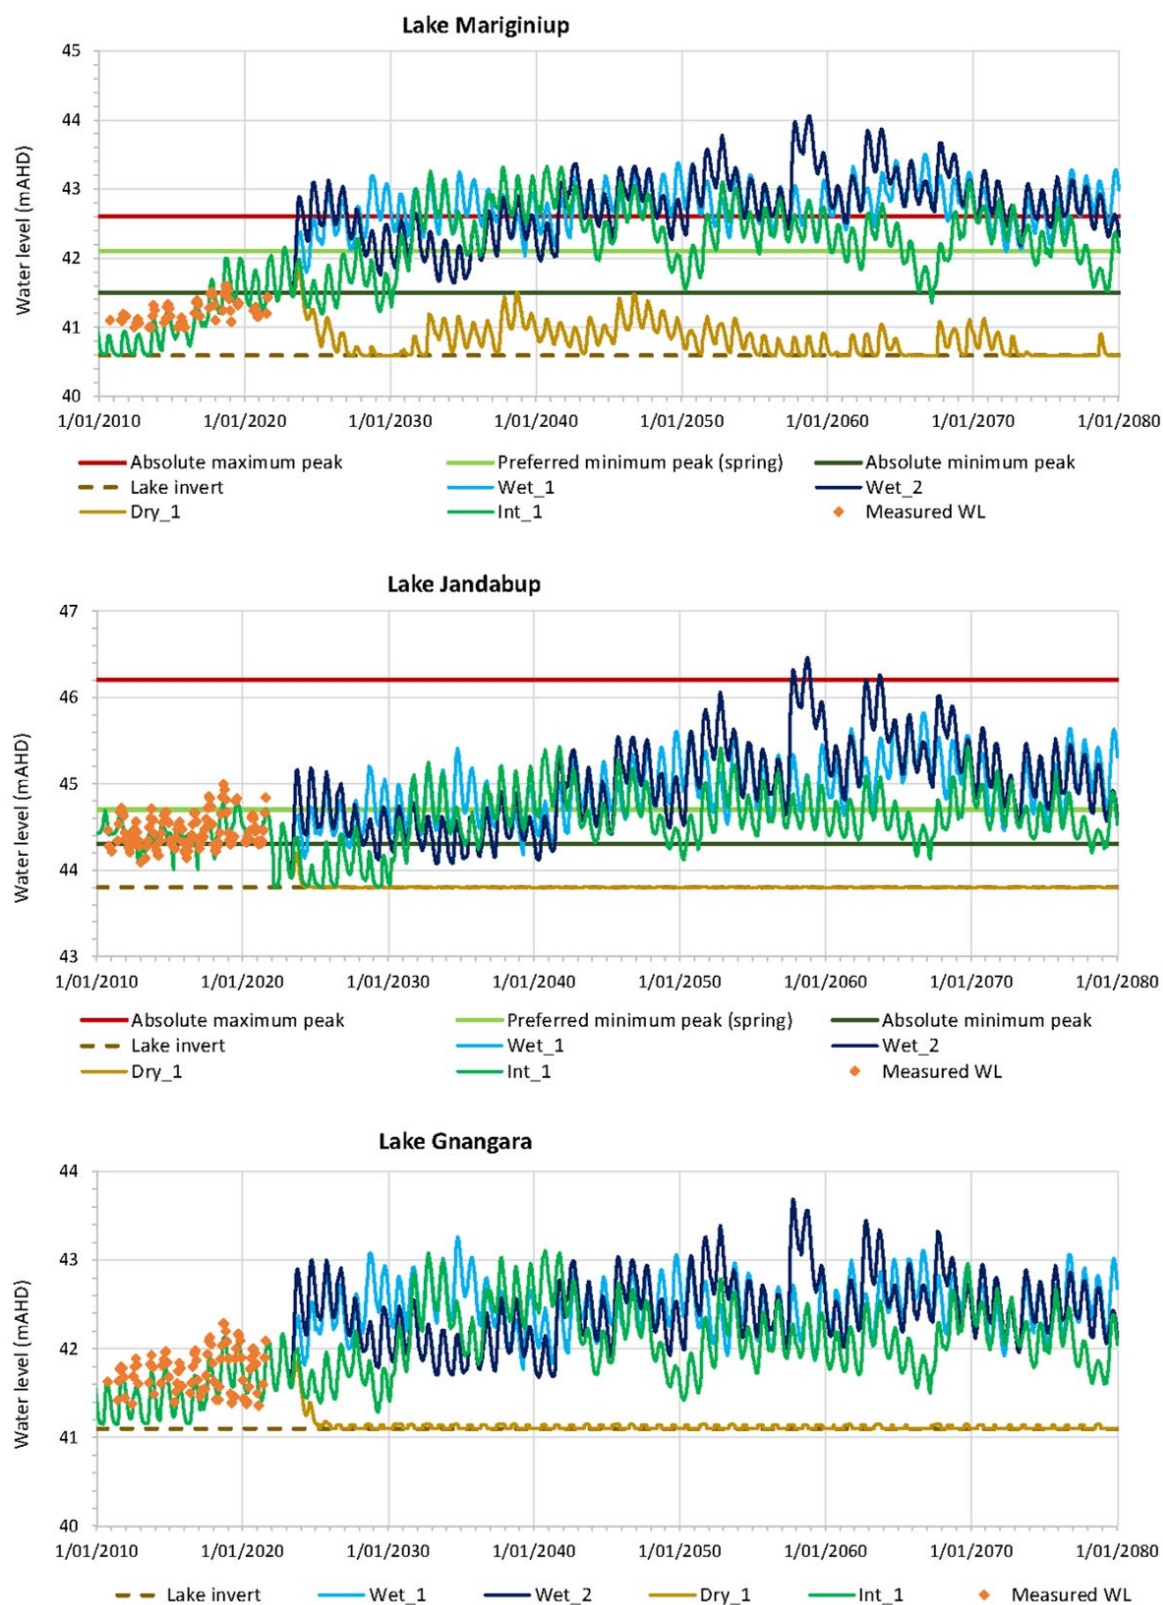 Lake Mariginiup
Water level (mAHD)
45
44
43
42
41
40
1/01/2010 1/01/2020 1/01/2030 1/01/2040 1/01/2050 1/01/2060 1/01/2070 1/01/2080
Absolute maximum peak Preferred minimum peak (spring) Absolute minimum peak
Lake invert Wet_1 Wet_2
Dry_1 Int_1 Measured WL
Lake Jandabup
Water level (mAHD)
47
46
45
44
43
1/01/2010 1/01/2020 1/01/2030 1/01/2040 1/01/2050 1/01/2060 1/01/2070 1/01/2080
Absolute maximum peak Preferred minimum peak (spring) Absolute minimum peak
Lake invert Wet_1 Wet_2
Dry_1 Int_1 Measured WL
Lake Gnangara
Water level (mAHD)
44
43
42
41
40
1/01/2010 1/01/2020 1/01/2030 1/01/2040 1/01/2050 1/01/2060 1/01/2070 1/01/2080
Lake invert Wet_1 Wet_2 Dry_1 Int_1 Measured WL